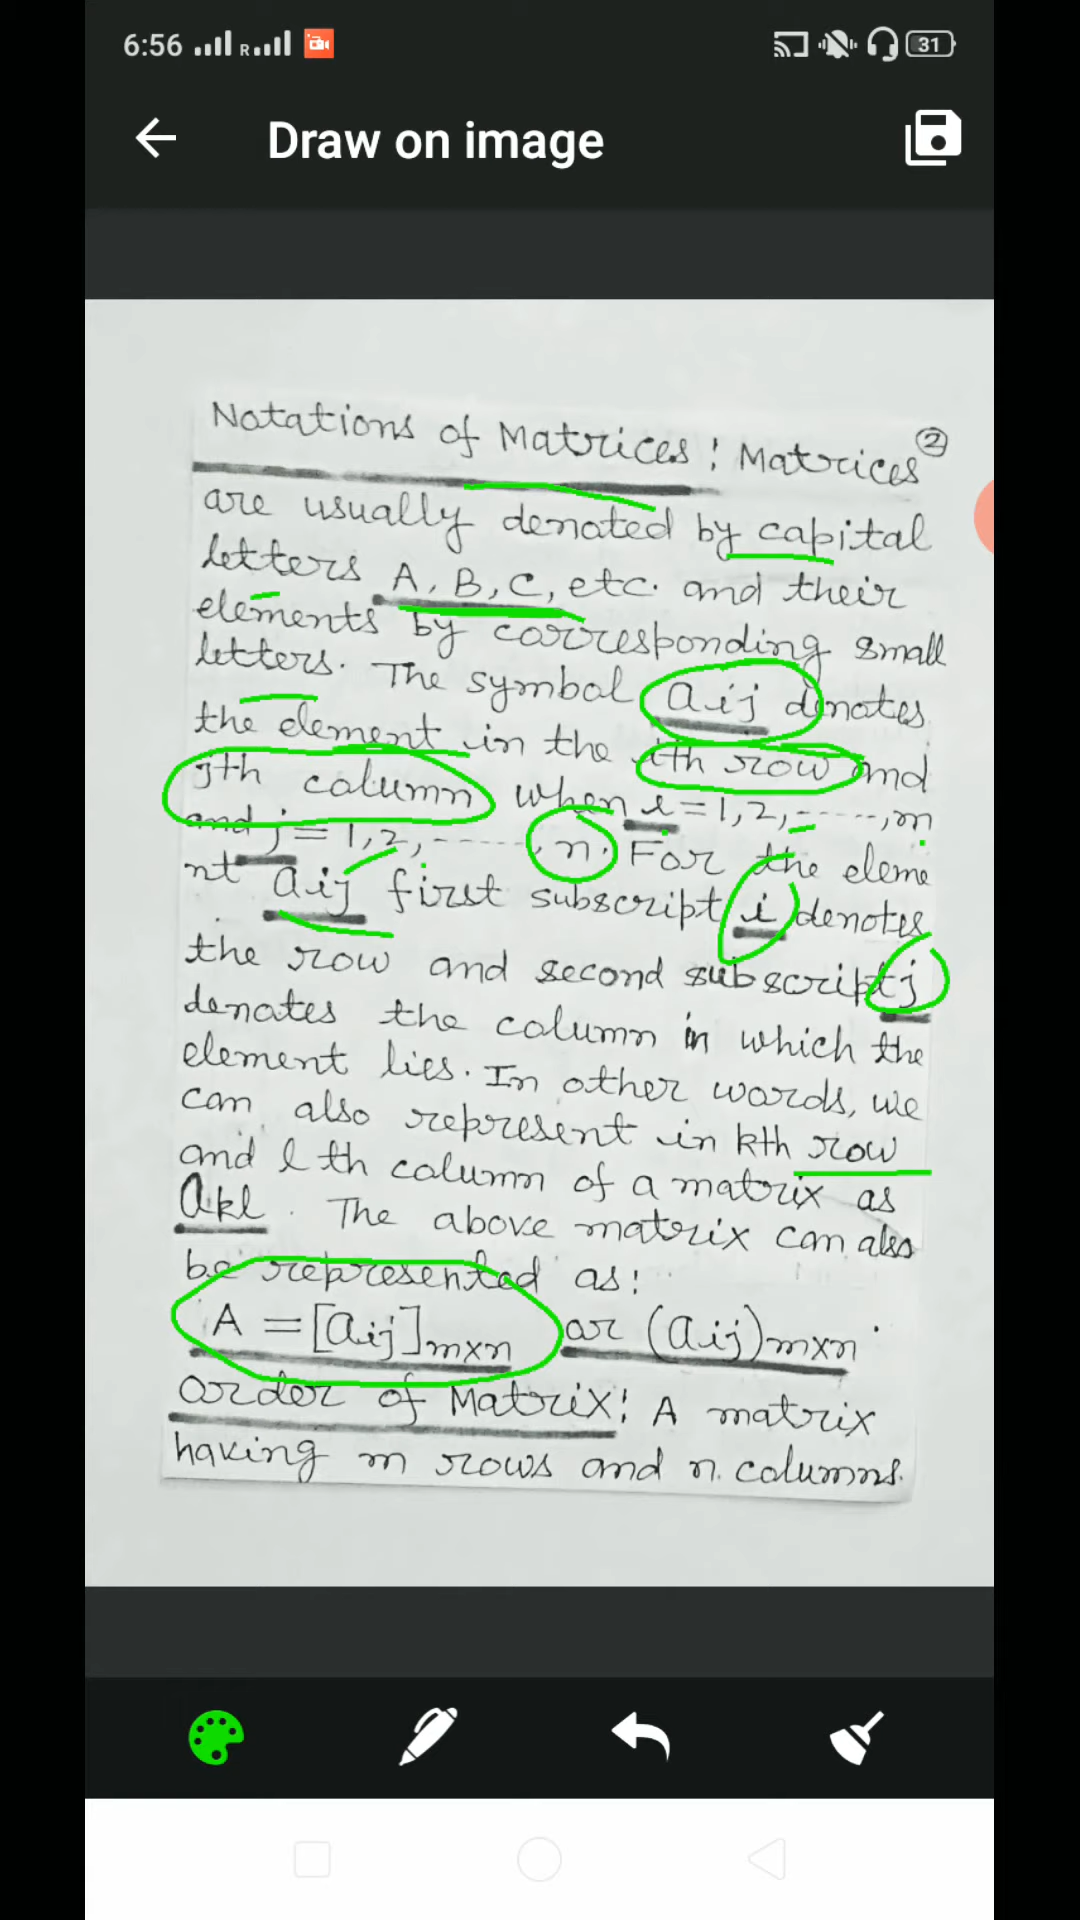 6:56 R 31
Draw on image
Notations of Matrices: Matrices ②
are usually denoted by capital
letters A, B, C, etc. and their
elements by corresponding small
letters. The symbol aij denotes
the element in the ith row and
jth column when i=1,2,-----,m
and j=1,2,-----,n. For the eleme
nt aij first subscript i denotes
the row and second subscript j
denotes the column in which the
element lies. In other words, we
can also represent in kth row
and l th column of a matrix as
akl. The above matrix can also
be represented as:
A = [aij]m×n or (aij)m×n.
order of Matrix: A matrix
having m rows and n columns.